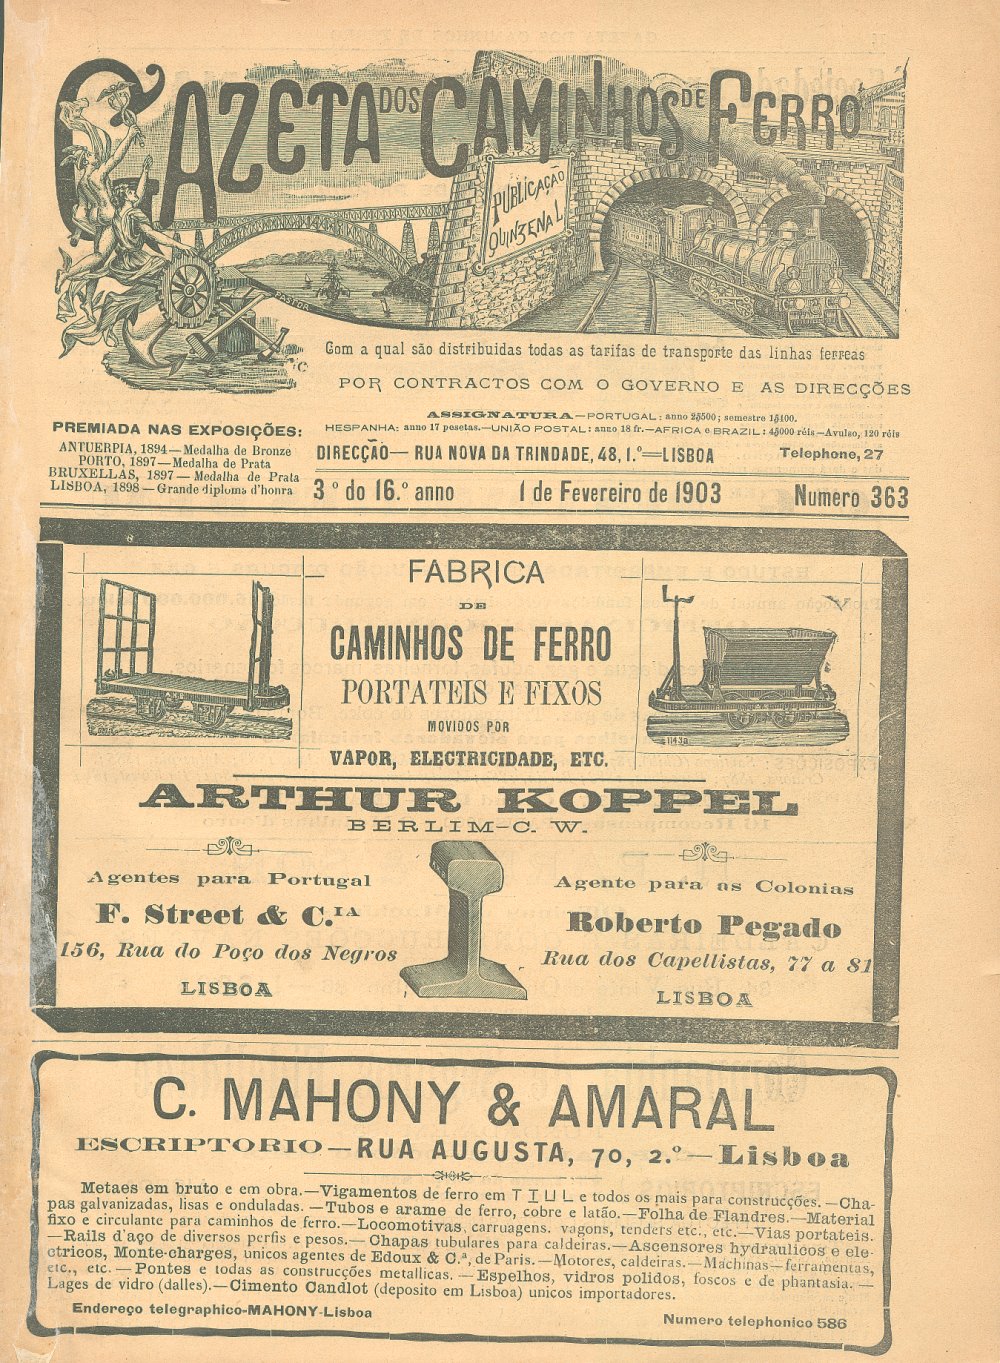 GAZETA DOS CAMINHOS DE FERRO
PUBLICAÇÃO
QUINZENAL
PASTOR
Com a qual são distribuidas todas as tarifas de transporte das linhas ferreas
POR CONTRACTOS COM O GOVERNO E AS DIRECÇÕES
PREMIADA NAS EXPOSIÇÕES:
ANTUERPIA, 1894—Medalha de Bronze
PORTO, 1897—Medalha de Prata
BRUXELLAS, 1897—Medalha de Prata
LISBOA, 1898—Grande diploma d'honra
ASSIGNATURA—PORTUGAL: anno 2$500; semestre 1$400.
HESPANHA: anno 17 pesetas.—UNIÃO POSTAL: anno 18 fr.—AFRICA e BRAZIL: 4$000 réis—Avulso, 120 réis
DIRECÇÃO—RUA NOVA DA TRINDADE, 48, 1.º—LISBOA
Telephone, 27
3º do 16.º anno
1 de Fevereiro de 1903
Numero 363
FABRICA
DE
CAMINHOS DE FERRO
PORTATEIS E FIXOS
MOVIDOS POR
VAPOR, ELECTRICIDADE, ETC.
ARTHUR KOPPEL
BERLIM-C. W.
Agentes para Portugal
F. Street & C.IA
156, Rua do Poço dos Negros
LISBOA
Agente para as Colonias
Roberto Pegado
Rua dos Capellistas, 77 a 81
LISBOA
C. MAHONY & AMARAL
ESCRIPTORIO—RUA AUGUSTA, 70, 2.º—Lisboa
Metaes em bruto e em obra.—Vigamentos de ferro em T I U L e todos os mais para construcções.—Cha-
pas galvanizadas, lisas e onduladas.—Tubos e arame de ferro, cobre e latão.—Folha de Flandres.—Material
fixo e circulante para caminhos de ferro.—Locomotivas, carruagens, vagons, tenders etc., etc.—Vias portateis.
—Rails d'aço de diversos perfis e pesos.—Chapas tubulares para caldeiras.—Ascensores hydraulicos e ele-
ctricos, Monte-charges, unicos agentes de Edoux & C.ª, de Paris.—Motores, caldeiras.—Machinas—ferramentas,
etc., etc.—Pontes e todas as construcções metallicas.—Espelhos, vidros polidos, foscos e de phantasia.—
Lages de vidro (dalles).—Cimento Candlot (deposito em Lisboa) unicos importadores.
Endereço telegraphico-MAHONY-Lisboa
Numero telephonico 586